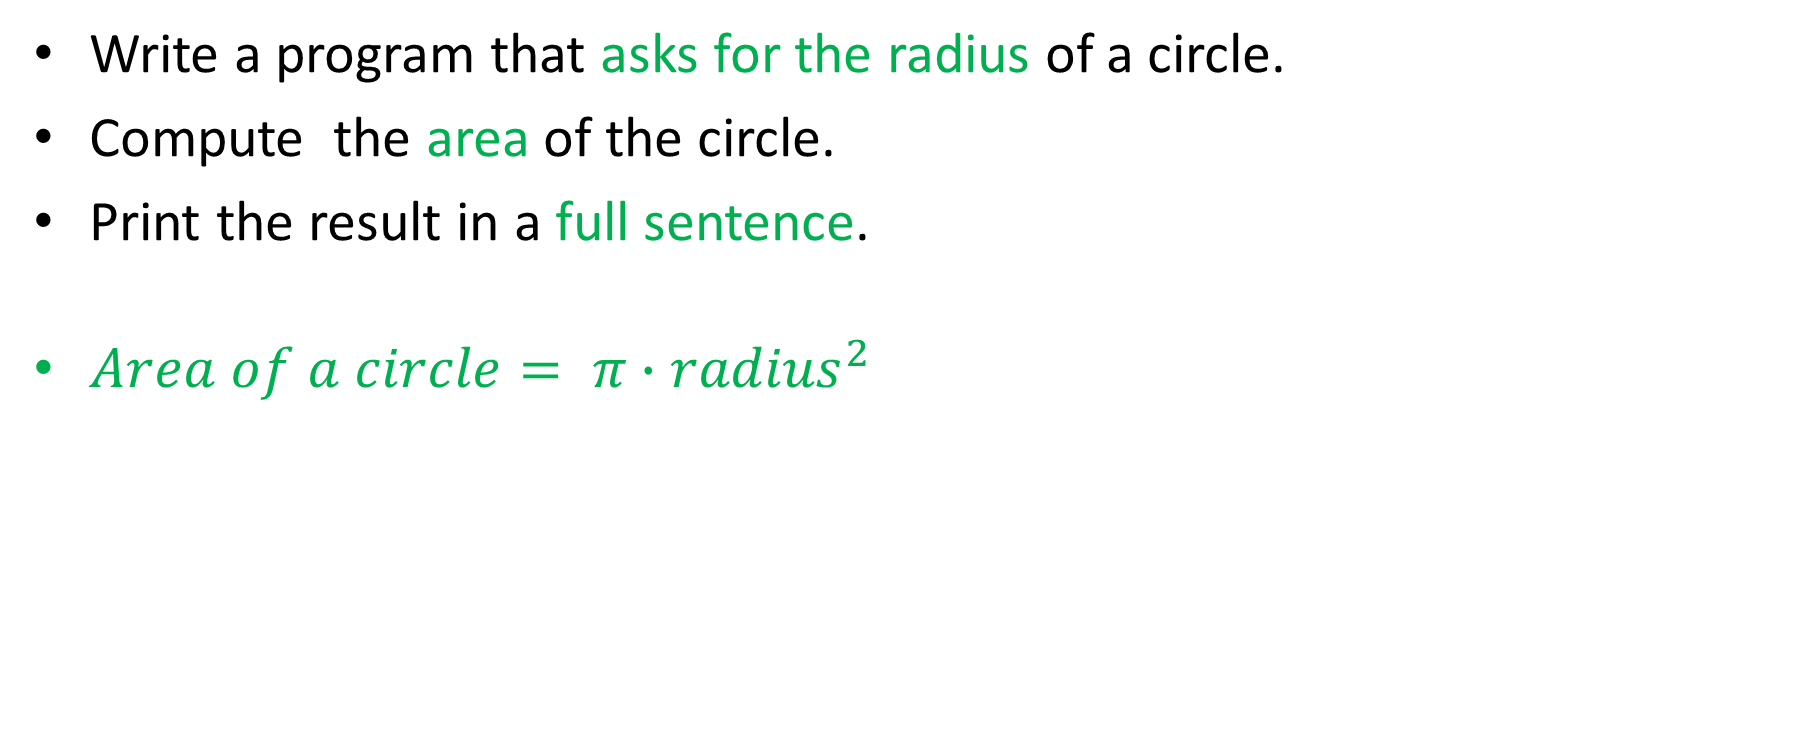 • Write a program that asks for the radius of a circle.
• Compute  the area of the circle.
• Print the result in a full sentence.
• Area of a circle = π · radius²